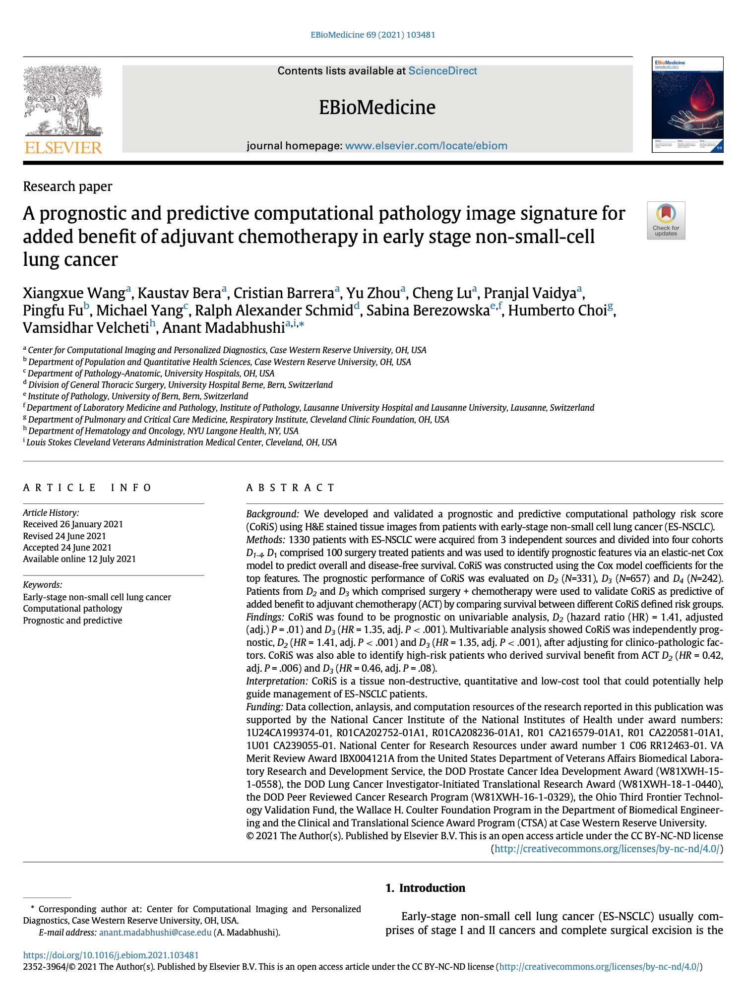 EBioMedicine 69 (2021) 103481
Contents lists available at ScienceDirect
EBioMedicine
journal homepage: www.elsevier.com/locate/ebiom
NON SOLUS
ELSEVIER
EBioMedicine
Research paper
A prognostic and predictive computational pathology image signature for
added benefit of adjuvant chemotherapy in early stage non-small-cell
lung cancer
Check for
updates
Xiangxue Wang^a, Kaustav Bera^a, Cristian Barrera^a, Yu Zhou^a, Cheng Lu^a, Pranjal Vaidya^a,
Pingfu Fu^b, Michael Yang^c, Ralph Alexander Schmid^d, Sabina Berezowska^e,f, Humberto Choi^g,
Vamsidhar Velcheti^h, Anant Madabhushi^a,i,*
^a Center for Computational Imaging and Personalized Diagnostics, Case Western Reserve University, OH, USA
^b Department of Population and Quantitative Health Sciences, Case Western Reserve University, OH, USA
^c Department of Pathology-Anatomic, University Hospitals, OH, USA
^d Division of General Thoracic Surgery, University Hospital Berne, Bern, Switzerland
^e Institute of Pathology, University of Bern, Bern, Switzerland
^f Department of Laboratory Medicine and Pathology, Institute of Pathology, Lausanne University Hospital and Lausanne University, Lausanne, Switzerland
^g Department of Pulmonary and Critical Care Medicine, Respiratory Institute, Cleveland Clinic Foundation, OH, USA
^h Department of Hematology and Oncology, NYU Langone Health, NY, USA
^i Louis Stokes Cleveland Veterans Administration Medical Center, Cleveland, OH, USA
ARTICLE INFO
Article History:
Received 26 January 2021
Revised 24 June 2021
Accepted 24 June 2021
Available online 12 July 2021
Keywords:
Early-stage non-small cell lung cancer
Computational pathology
Prognostic and predictive
ABSTRACT
Background: We developed and validated a prognostic and predictive computational pathology risk score
(CoRiS) using H&E stained tissue images from patients with early-stage non-small cell lung cancer (ES-NSCLC).
Methods: 1330 patients with ES-NSCLC were acquired from 3 independent sources and divided into four cohorts
D1-4. D1 comprised 100 surgery treated patients and was used to identify prognostic features via an elastic-net Cox
model to predict overall and disease-free survival. CoRiS was constructed using the Cox model coefficients for the
top features. The prognostic performance of CoRiS was evaluated on D2 (N=331), D3 (N=657) and D4 (N=242).
Patients from D2 and D3 which comprised surgery + chemotherapy were used to validate CoRiS as predictive of
added benefit to adjuvant chemotherapy (ACT) by comparing survival between different CoRiS defined risk groups.
Findings: CoRiS was found to be prognostic on univariable analysis, D2 (hazard ratio (HR) = 1.41, adjusted
(adj.) P = .01) and D3 (HR = 1.35, adj. P < .001). Multivariable analysis showed CoRiS was independently prog-
nostic, D2 (HR = 1.41, adj. P < .001) and D3 (HR = 1.35, adj. P < .001), after adjusting for clinico-pathologic fac-
tors. CoRiS was also able to identify high-risk patients who derived survival benefit from ACT D2 (HR = 0.42,
adj. P = .006) and D3 (HR = 0.46, adj. P = .08).
Interpretation: CoRiS is a tissue non-destructive, quantitative and low-cost tool that could potentially help
guide management of ES-NSCLC patients.
Funding: Data collection, anlaysis, and computation resources of the research reported in this publication was
supported by the National Cancer Institute of the National Institutes of Health under award numbers:
1U24CA199374-01, R01CA202752-01A1, R01CA208236-01A1, R01 CA216579-01A1, R01 CA220581-01A1,
1U01 CA239055-01. National Center for Research Resources under award number 1 C06 RR12463-01. VA
Merit Review Award IBX004121A from the United States Department of Veterans Affairs Biomedical Labora-
tory Research and Development Service, the DOD Prostate Cancer Idea Development Award (W81XWH-15-
1-0558), the DOD Lung Cancer Investigator-Initiated Translational Research Award (W81XWH-18-1-0440),
the DOD Peer Reviewed Cancer Research Program (W81XWH-16-1-0329), the Ohio Third Frontier Technol-
ogy Validation Fund, the Wallace H. Coulter Foundation Program in the Department of Biomedical Engineer-
ing and the Clinical and Translational Science Award Program (CTSA) at Case Western Reserve University.
© 2021 The Author(s). Published by Elsevier B.V. This is an open access article under the CC BY-NC-ND license
(http://creativecommons.org/licenses/by-nc-nd/4.0/)
* Corresponding author at: Center for Computational Imaging and Personalized
Diagnostics, Case Western Reserve University, OH, USA.
E-mail address: anant.madabhushi@case.edu (A. Madabhushi).
1. Introduction
Early-stage non-small cell lung cancer (ES-NSCLC) usually com-
prises of stage I and II cancers and complete surgical excision is the
https://doi.org/10.1016/j.ebiom.2021.103481
2352-3964/© 2021 The Author(s). Published by Elsevier B.V. This is an open access article under the CC BY-NC-ND license (http://creativecommons.org/licenses/by-nc-nd/4.0/)